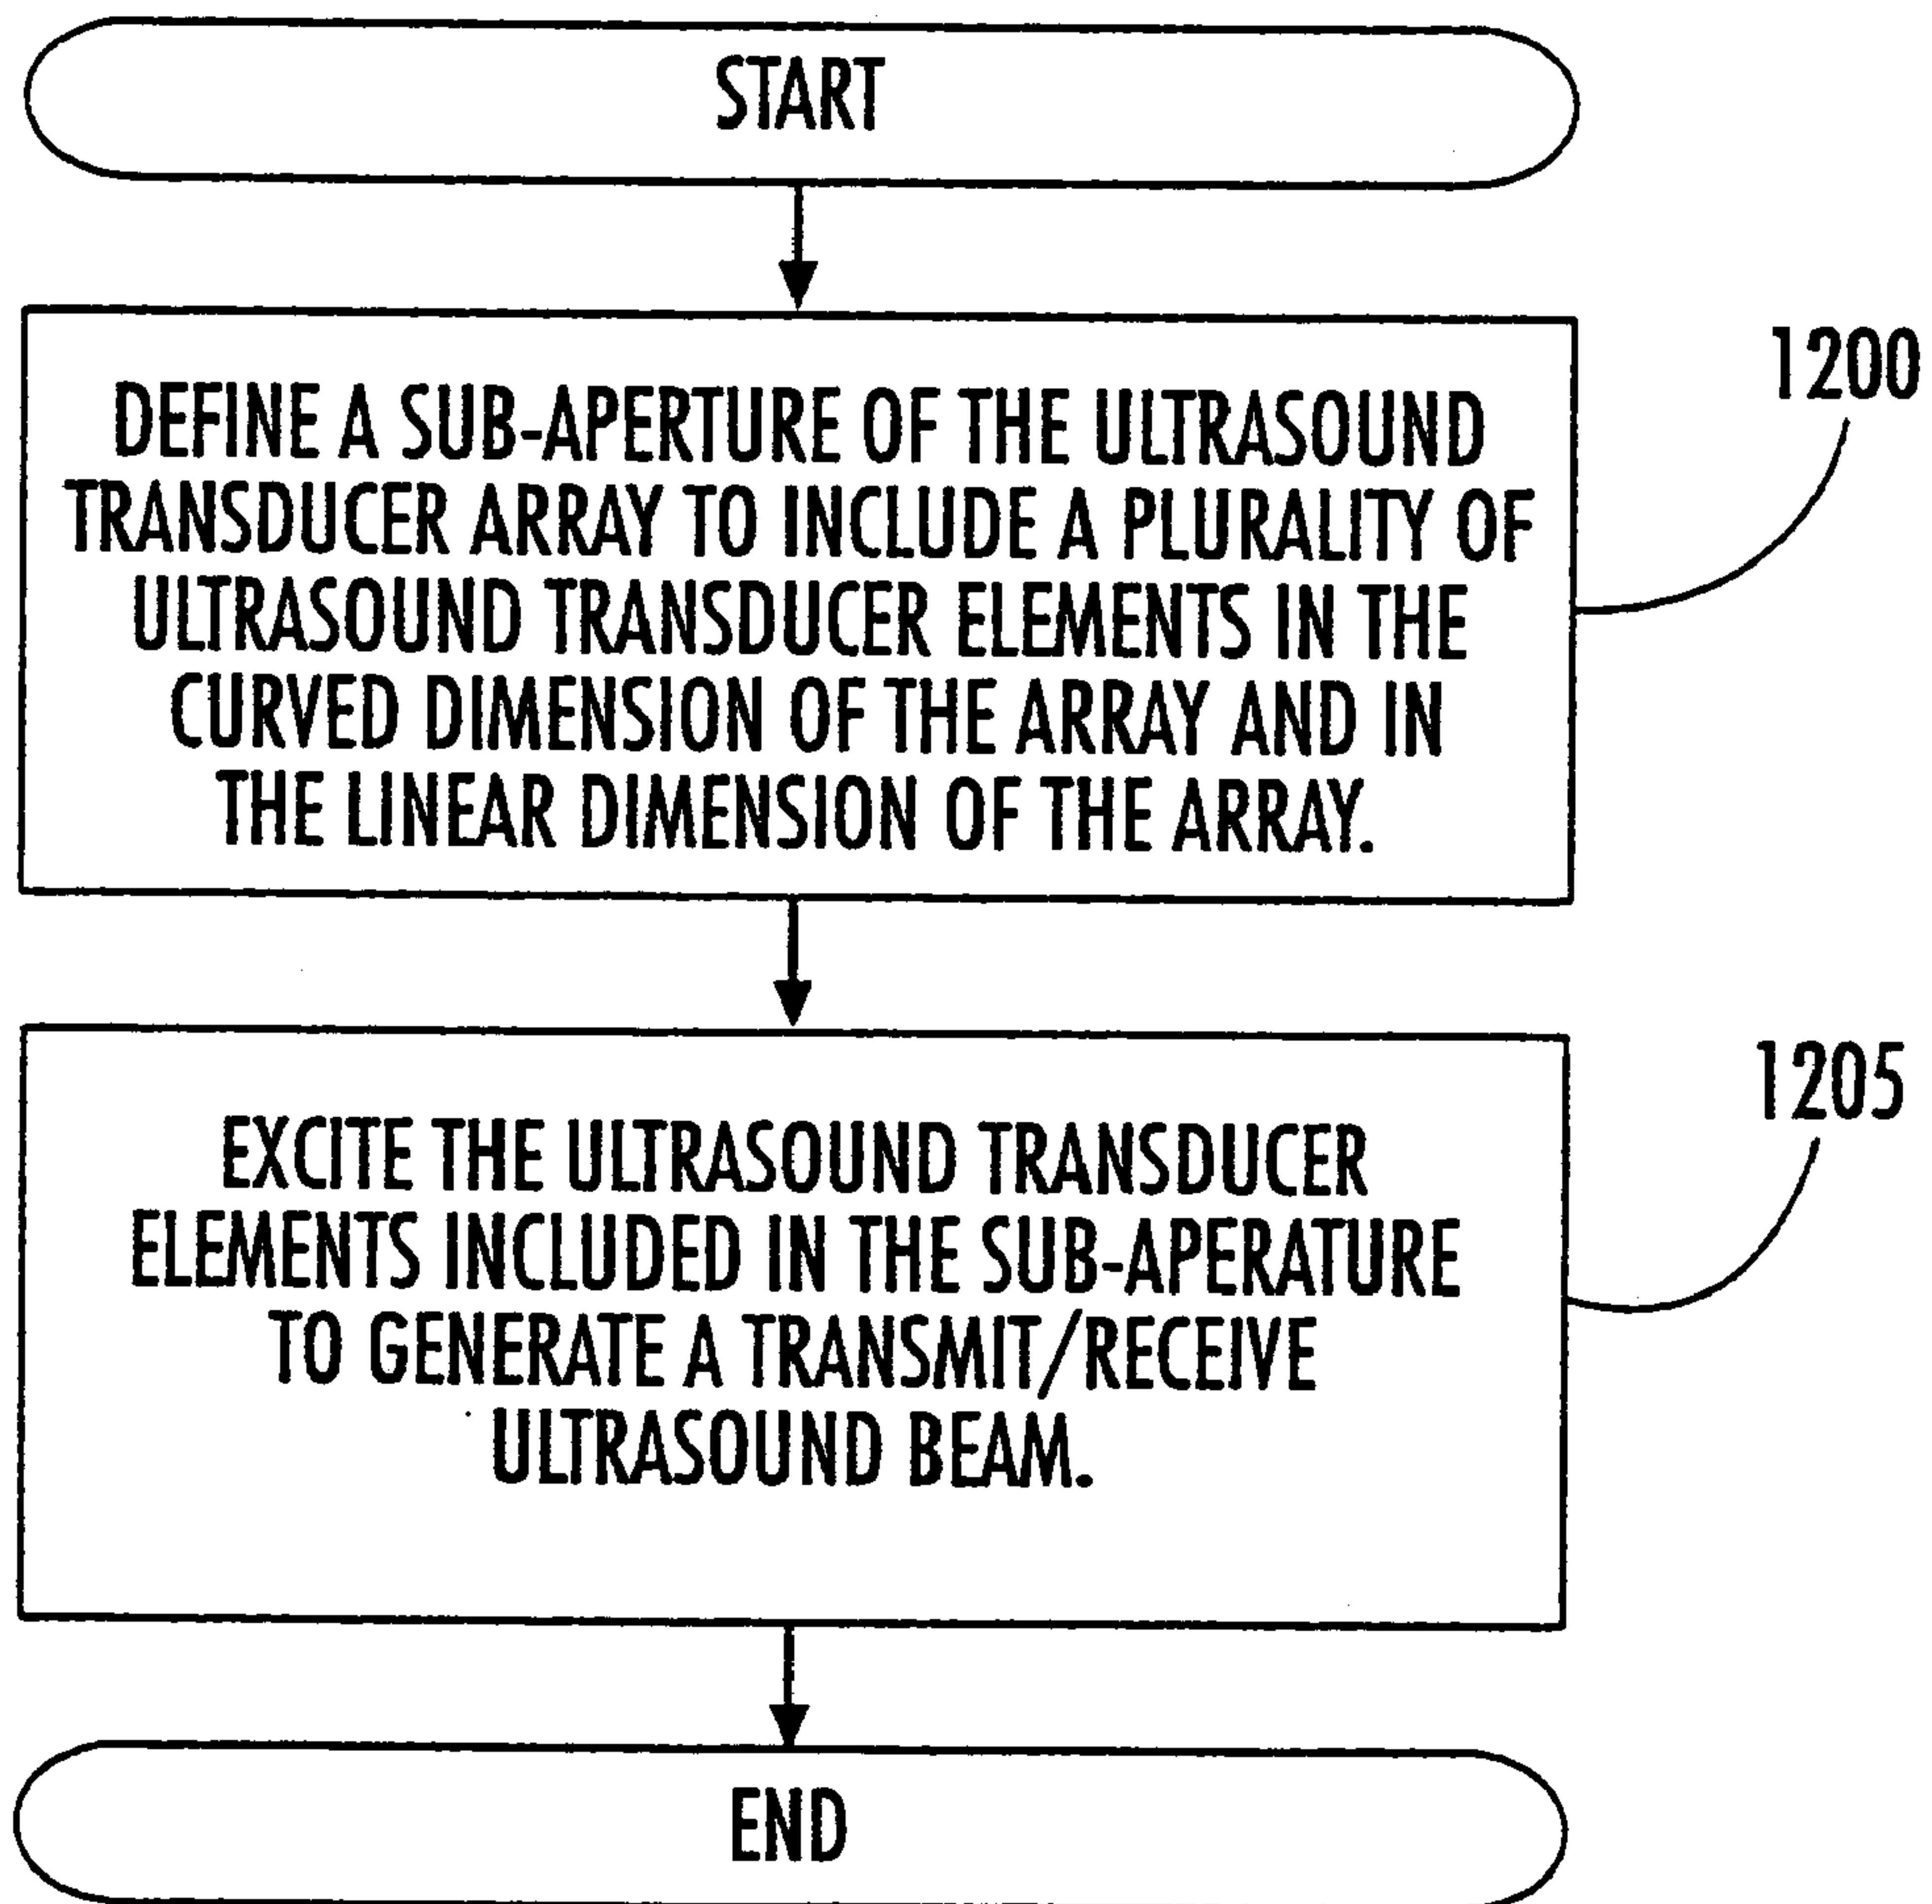 START
DEFINE A SUB-APERTURE OF THE ULTRASOUND
TRANSDUCER ARRAY TO INCLUDE A PLURALITY OF
ULTRASOUND TRANSDUCER ELEMENTS IN THE
CURVED DIMENSION OF THE ARRAY AND IN
THE LINEAR DIMENSION OF THE ARRAY.
1200
EXCITE THE ULTRASOUND TRANSDUCER
ELEMENTS INCLUDED IN THE SUB-APERATURE
TO GENERATE A TRANSMIT/RECEIVE
ULTRASOUND BEAM.
1205
END